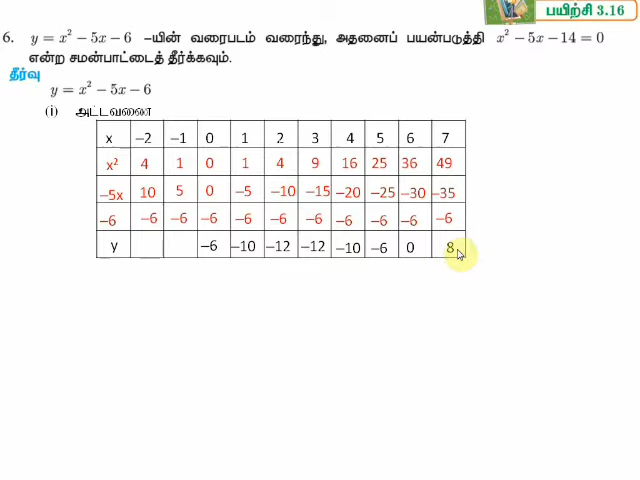 பயிற்சி 3.16
6. y = x² − 5x − 6 −யின் வரைபடம் வரைந்து, அதனைப் பயன்படுத்தி x² − 5x − 14 = 0
என்ற சமன்பாட்டைத் தீர்க்கவும்.
தீர்வு
y = x² − 5x − 6
(i) அட்டவணை
x −2 −1 0 1 2 3 4 5 6 7
x² 4 1 0 1 4 9 16 25 36 49
−5x 10 5 0 −5 −10 −15 −20 −25 −30 −35
−6 −6 −6 −6 −6 −6 −6 −6 −6 −6 −6
y −6 −10 −12 −12 −10 −6 0 8